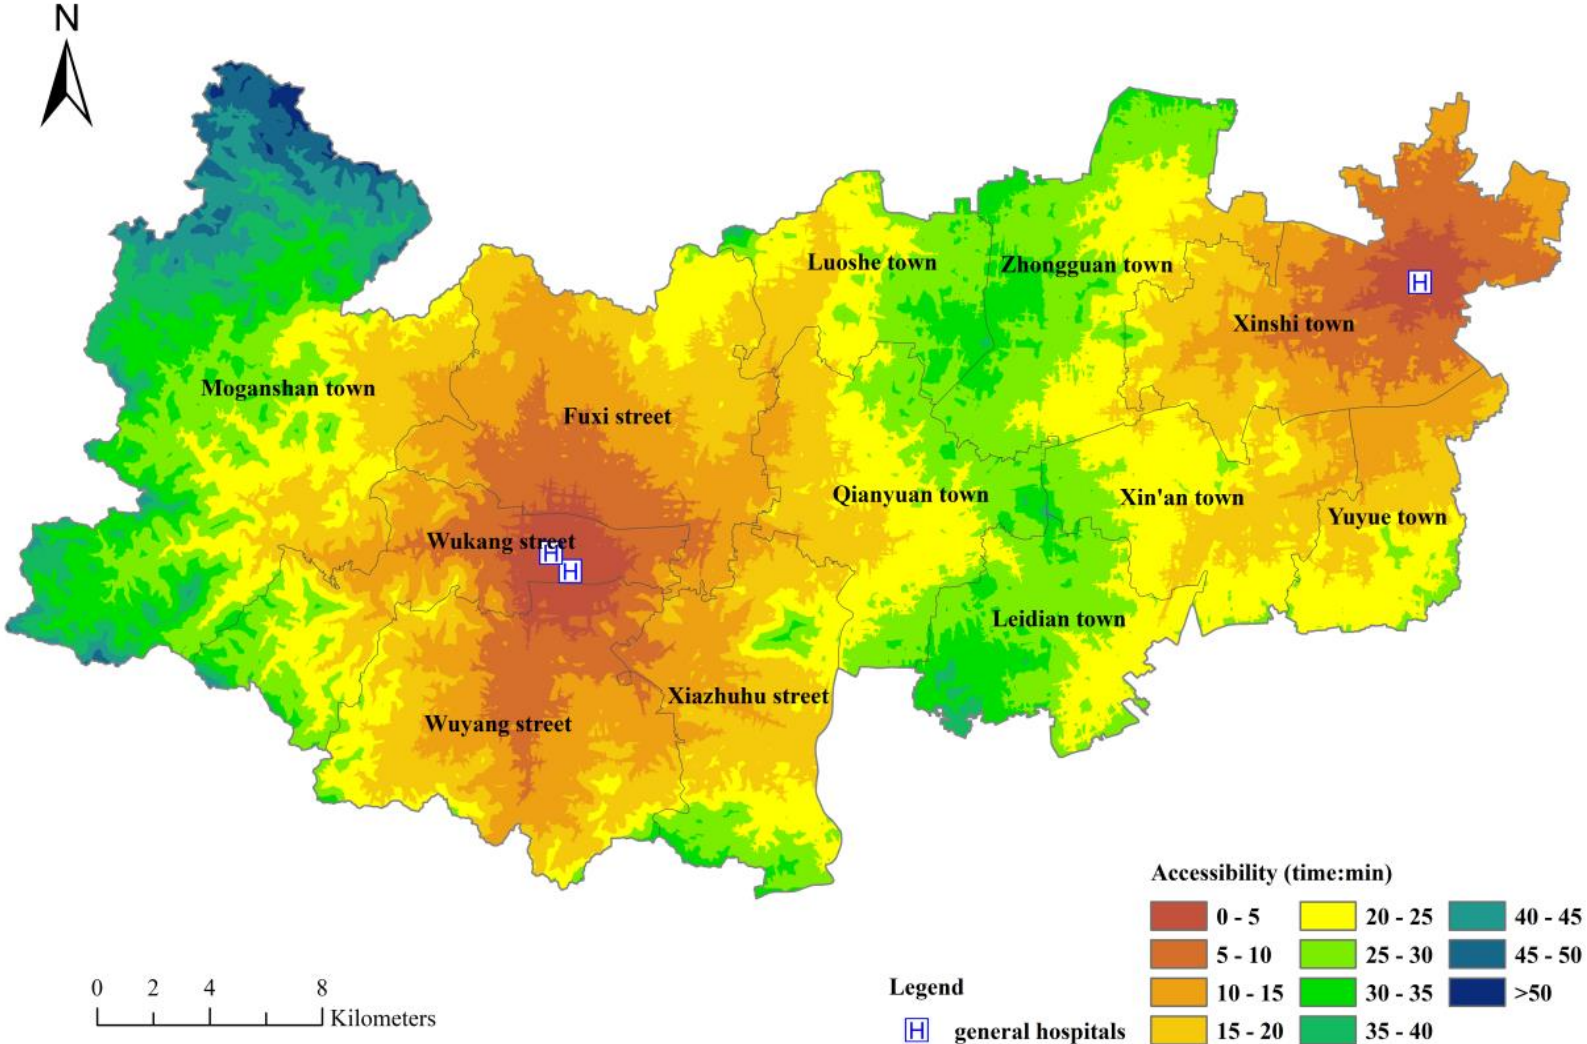 N
Luoshe town
Zhongguan town
Xinshi town
Moganshan town
Fuxi street
Qianyuan town
Xin'an town
Yuyue town
Wukang street
H
H
H
Leidian town
Xiazhuhu street
Wuyang street
Accessibility (time:min)
0 - 5
20 - 25
40 - 45
5 - 10
25 - 30
45 - 50
10 - 15
30 - 35
>50
15 - 20
35 - 40
Legend
H general hospitals
0 2 4 8
Kilometers